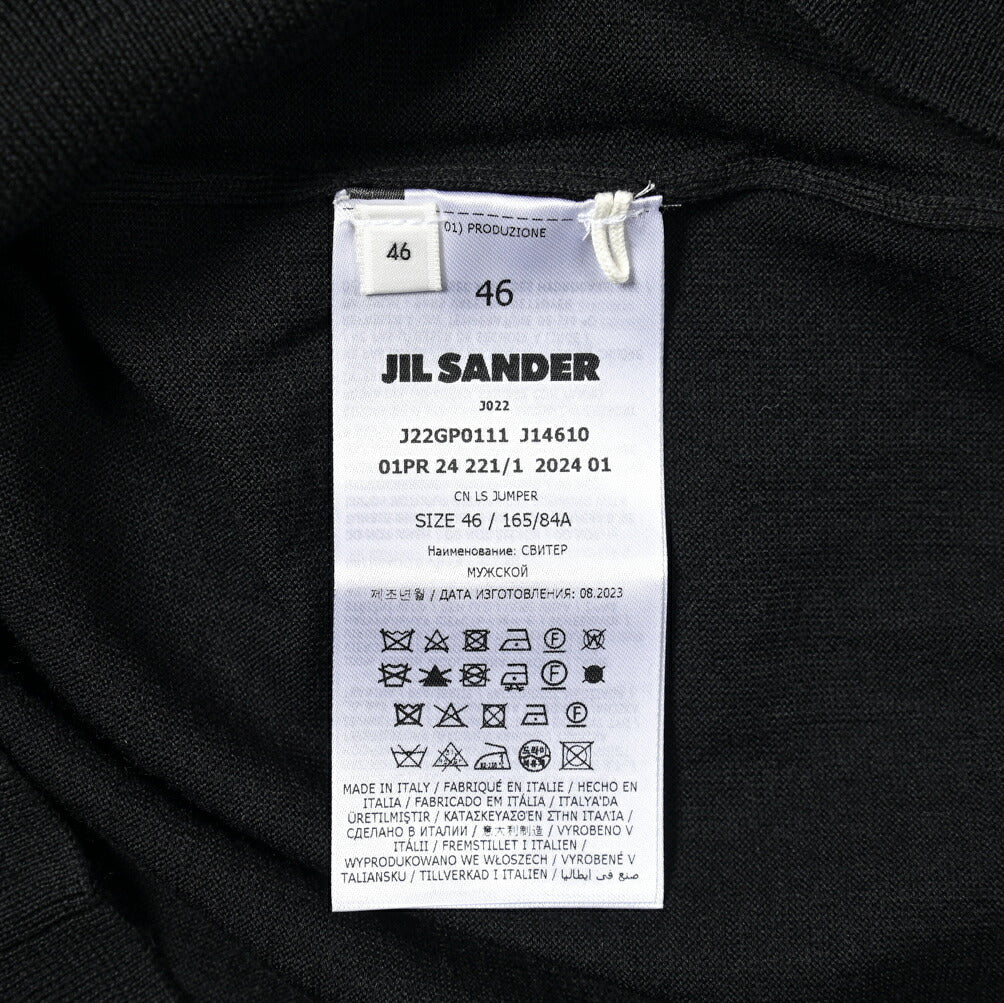 46
01) PRODUZIONE
46
JIL SANDER
J022
J22GP0111 J14610
01PR 24 221/1 2024 01
CN LS JUMPER
SIZE 46 / 165/84A
Наименование: СВИТЕР
МУЖСКОЙ
제조년월 / ДАТА ИЗГОТОВЛЕНИЯ: 08.2023
F W
F
F
드라이
MADE IN ITALY / FABRIQUÉ EN ITALIE / HECHO EN
ITALIA / FABRICADO EM ITÁLIA / ITALYA'DA
ÜRETILMIŞTIR / ΚΑΤΑΣΚΕΥΑΣΘΕΝ ΣΤΗΝ ΙΤΑΛΙΑ /
СДЕЛАНО В ИТАЛИИ / 意大利制造 / VYROBENO V
ITÁLII / FREMSTILLET I ITALIEN /
WYPRODUKOWANO WE WŁOSZECH / VYROBENÉ V
TALIANSKU / TILLVERKAD I ITALIEN / صنع في ايطاليا